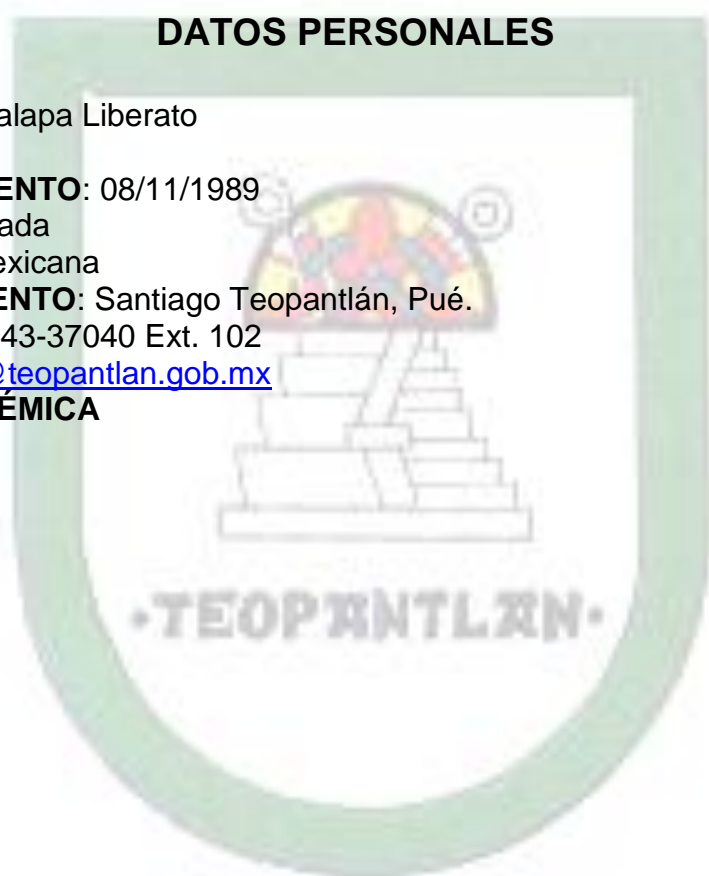 DATOS PERSONALES
alapa Liberato
ENTO: 08/11/1989
ada
exicana
ENTO: Santiago Teopantlán, Pué.
43-37040 Ext. 102
@teopantlan.gob.mx
ÉMICA
·TEOPANTLAN·